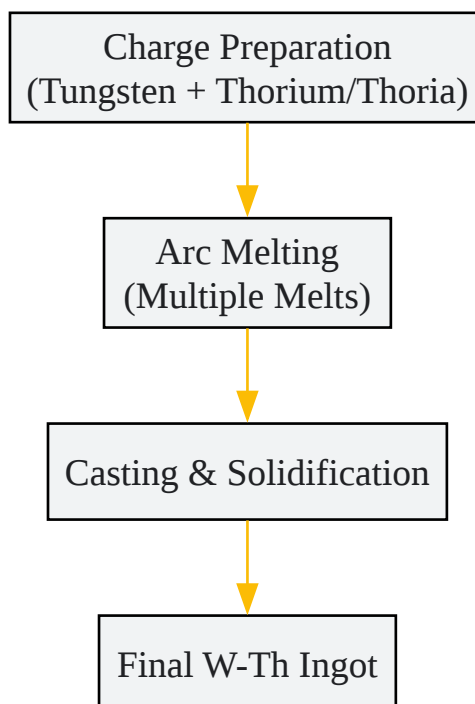 Charge Preparation
(Tungsten + Thorium/Thoria)
Arc Melting
(Multiple Melts)
Casting & Solidification
Final W-Th Ingot